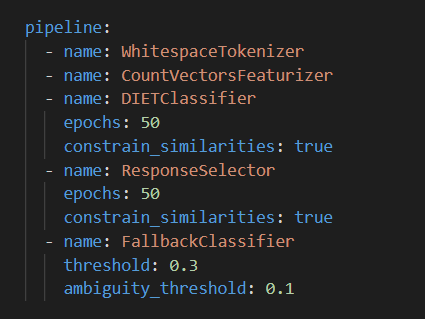 pipeline:
  - name: WhitespaceTokenizer
  - name: CountVectorsFeaturizer
  - name: DIETClassifier
    epochs: 50
    constrain_similarities: true
  - name: ResponseSelector
    epochs: 50
    constrain_similarities: true
  - name: FallbackClassifier
    threshold: 0.3
    ambiguity_threshold: 0.1